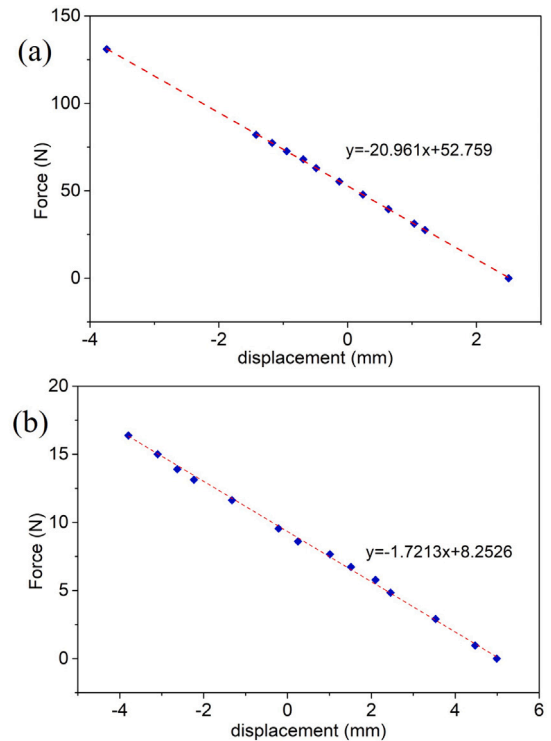 (a)
150
100
50
0
Force (N)
y=-20.961x+52.759
-4 -2 0 2
displacement (mm)
(b)
20
15
10
5
0
Force (N)
y=-1.7213x+8.2526
-4 -2 0 2 4 6
displacement (mm)